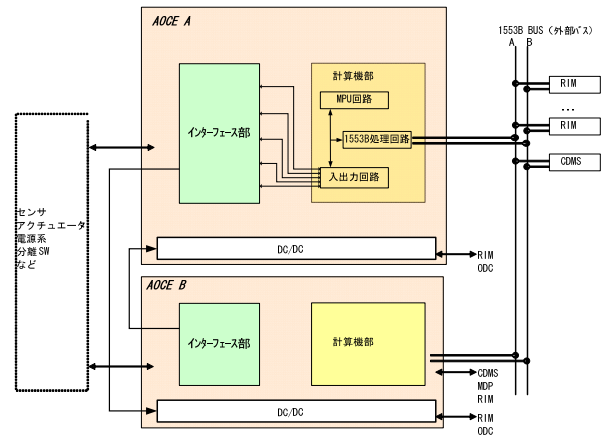 AOCE A
1553B BUS (外部バス)
A B
計算機部
MPU回路
1553B処理回路
入出力回路
インターフェース部
RIM
...
RIM
CDMS
センサ
アクチュエータ
電源系
分離SW
など
DC/DC
RIM
ODC
AOCE B
インターフェース部
計算機部
CDMS
MDP
RIM
DC/DC
RIM
ODC